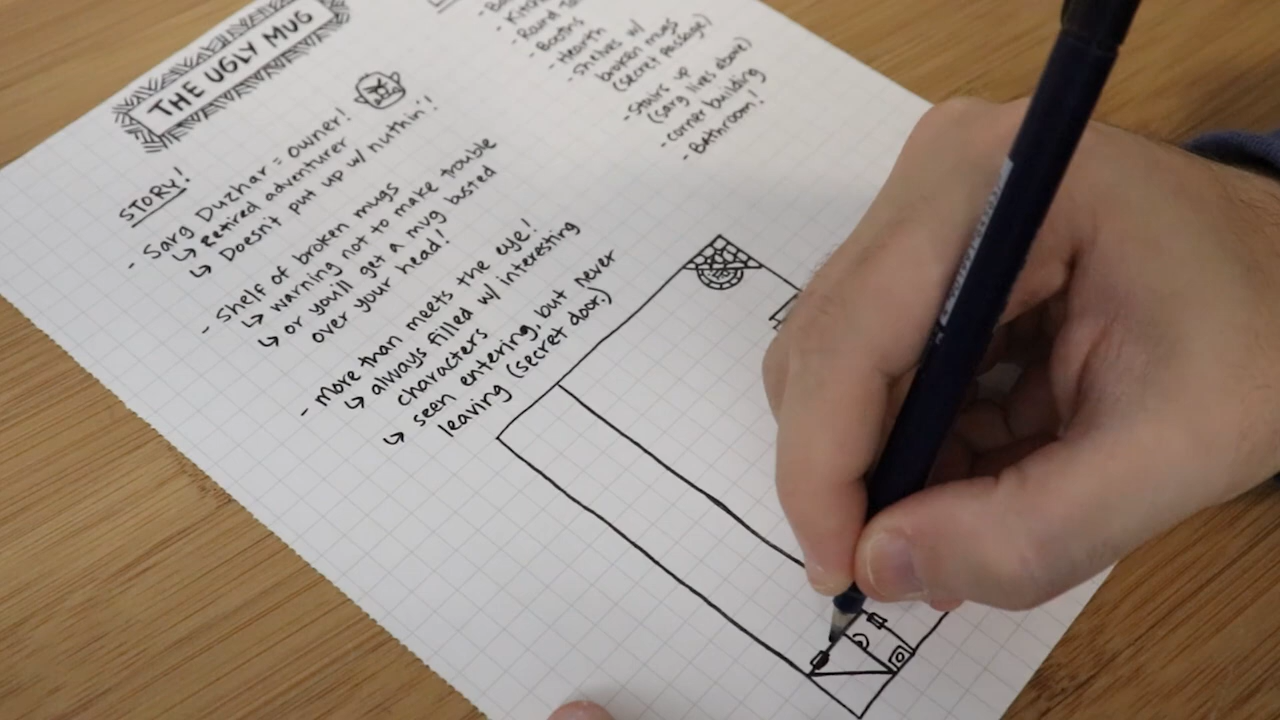 THE UGLY MUG
STORY!
- Sarg Duzhar = Owner!
↳ Retired adventurer
↳ Doesn't put up w/ nuthin'!
- Shelf of broken mugs
↳ warning not to make trouble
↳ or you'll get a mug busted
over your head!
- More than meets the eye!
↳ always filled w/ interesting
characters
↳ seen entering, but never
leaving (secret door)
- Round
- Booths
- Hearth
- Shelves w/
broken mugs
(secret passage)
- Stairs up
(Sarg lives above)
- corner building
- Bathroom!